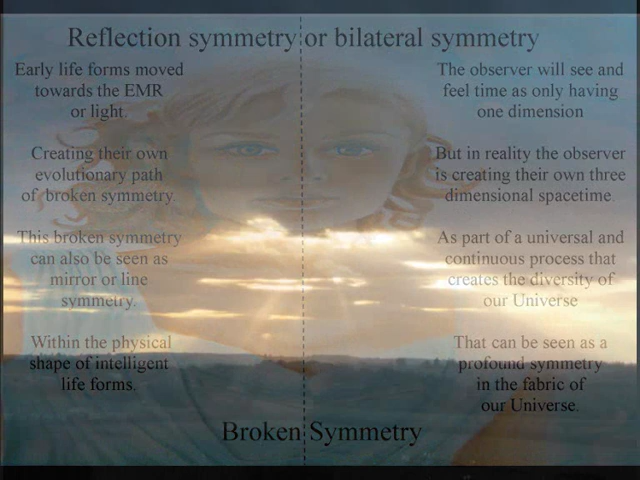 Reflection symmetry or bilateral symmetry
Early life forms moved
towards the EMR
or light.
Creating their own
evolutionary path
of broken symmetry.
This broken symmetry
can also be seen as
mirror or line
symmetry.
Within the physical
shape of intelligent
life forms.
The observer will see and
feel time as only having
one dimension
But in reality the observer
is creating their own three
dimensional spacetime.
As part of a universal and
continuous process that
creates the diversity of
our Universe
That can be seen as a
profound symmetry
in the fabric of
our Universe.
Broken Symmetry